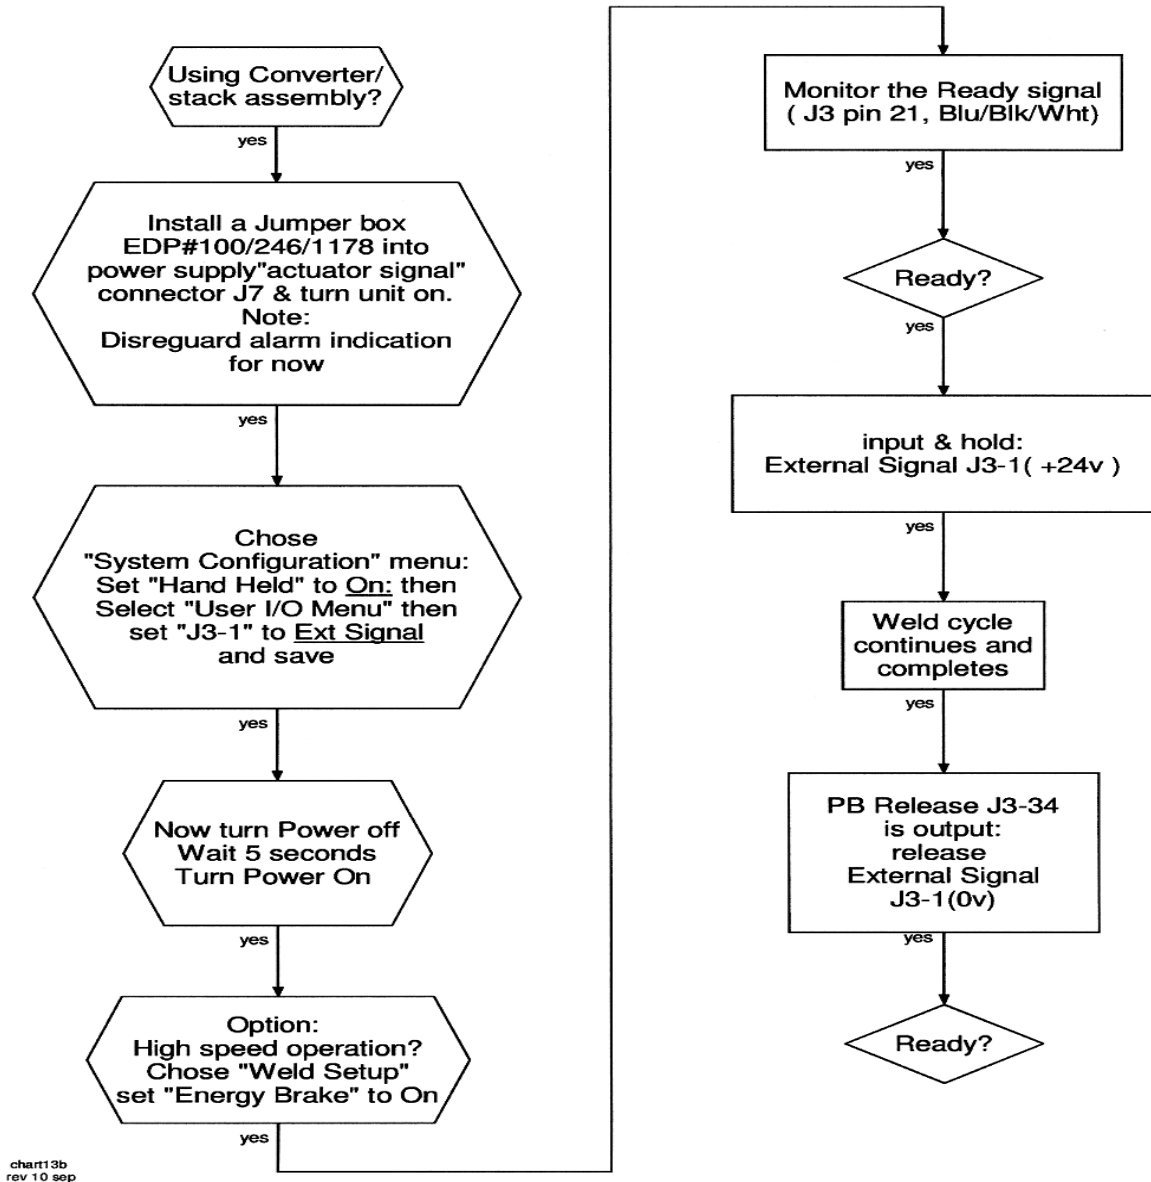 Using Converter/
stack assembly?
yes
Install a Jumper box
EDP#100/246/1178 into
power supply"actuator signal"
connector J7 & turn unit on.
Note:
Disreguard alarm indication
for now
yes
Chose
"System Configuration" menu:
Set "Hand Held" to On: then
Select "User I/O Menu" then
set "J3-1" to Ext Signal
and save
yes
Now turn Power off
Wait 5 seconds
Turn Power On
yes
Option:
High speed operation?
Chose "Weld Setup"
set "Energy Brake" to On
yes
Monitor the Ready signal
( J3 pin 21, Blu/Blk/Wht)
yes
Ready?
yes
input & hold:
External Signal J3-1( +24v )
yes
Weld cycle
continues and
completes
yes
PB Release J3-34
is output:
release
External Signal
J3-1(0v)
yes
Ready?
chart13b
rev 10 sep